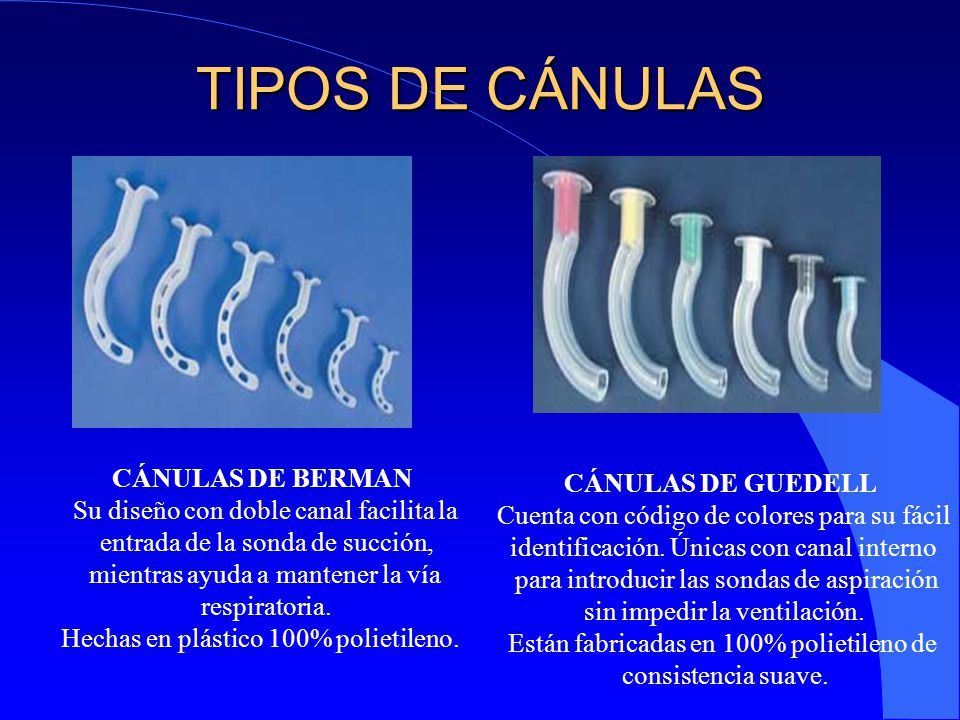 TIPOS DE CÁNULAS
CÁNULAS DE BERMAN
Su diseño con doble canal facilita la
entrada de la sonda de succión,
mientras ayuda a mantener la vía
respiratoria.
Hechas en plástico 100% polietileno.
CÁNULAS DE GUEDELL
Cuenta con código de colores para su fácil
identificación. Únicas con canal interno
para introducir las sondas de aspiración
sin impedir la ventilación.
Están fabricadas en 100% polietileno de
consistencia suave.